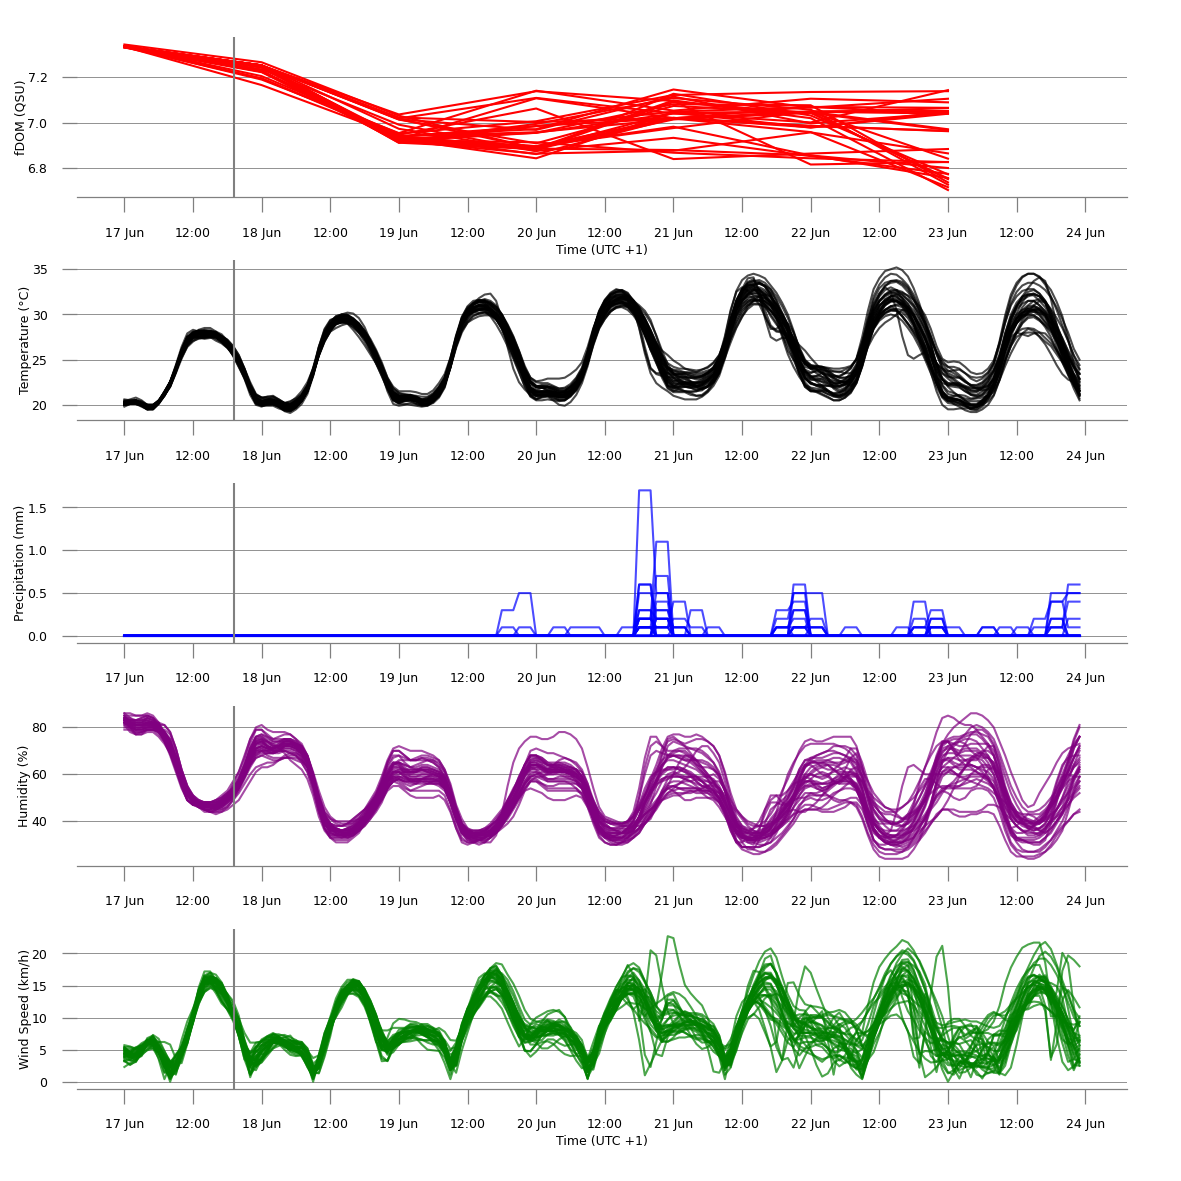 fDOM (QSU)
7.2
7.0
6.8
17 Jun 12:00 18 Jun 12:00 19 Jun 12:00 20 Jun 12:00 21 Jun 12:00 22 Jun 12:00 23 Jun 12:00 24 Jun
Time (UTC +1)
Temperature (°C)
35
30
25
20
17 Jun 12:00 18 Jun 12:00 19 Jun 12:00 20 Jun 12:00 21 Jun 12:00 22 Jun 12:00 23 Jun 12:00 24 Jun
Precipitation (mm)
1.5
1.0
0.5
0.0
17 Jun 12:00 18 Jun 12:00 19 Jun 12:00 20 Jun 12:00 21 Jun 12:00 22 Jun 12:00 23 Jun 12:00 24 Jun
Humidity (%)
80
60
40
17 Jun 12:00 18 Jun 12:00 19 Jun 12:00 20 Jun 12:00 21 Jun 12:00 22 Jun 12:00 23 Jun 12:00 24 Jun
Wind Speed (km/h)
20
15
10
5
0
17 Jun 12:00 18 Jun 12:00 19 Jun 12:00 20 Jun 12:00 21 Jun 12:00 22 Jun 12:00 23 Jun 12:00 24 Jun
Time (UTC +1)